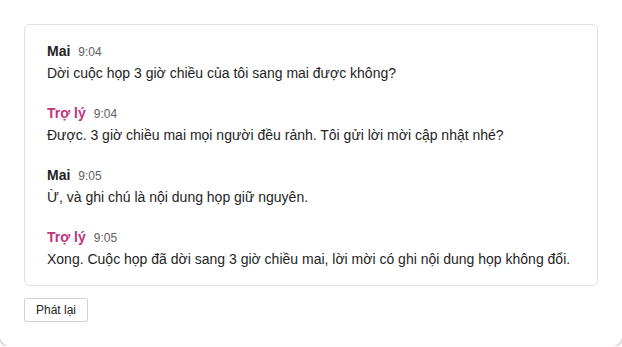 Mai 9:04
Dời cuộc họp 3 giờ chiều của tôi sang mai được không?
Trợ lý 9:04
Được. 3 giờ chiều mai mọi người đều rảnh. Tôi gửi lời mời cập nhật nhé?
Mai 9:05
Ừ, và ghi chú là nội dung họp giữ nguyên.
Trợ lý 9:05
Xong. Cuộc họp đã dời sang 3 giờ chiều mai, lời mời có ghi nội dung họp không đổi.
Phát lại